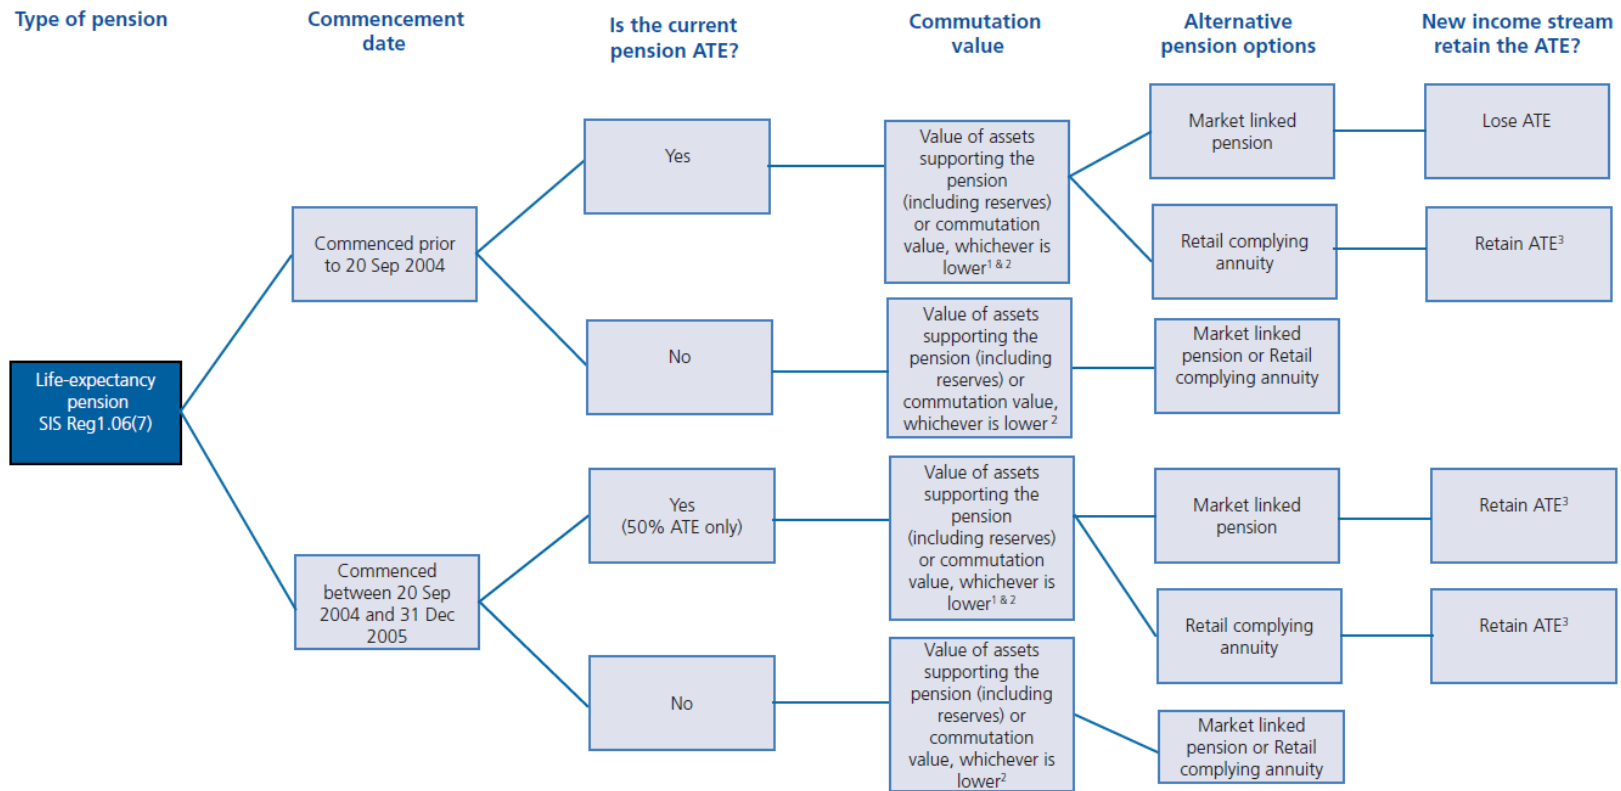 Type of pension
Commencement
date
Is the current
pension ATE?
Commutation
value
Alternative
pension options
New income stream
retain the ATE?
Life-expectancy
pension
SIS Reg1.06(7)
Commenced prior
to 20 Sep 2004
Yes
Value of assets
supporting the
pension
(including reserves)
or commutation
value, whichever is
lower1 & 2
Market linked
pension
Lose ATE
Retail complying
annuity
Retain ATE3
No
Value of assets
supporting the
pension (including
reserves) or
commutation value,
whichever is lower 2
Market linked
pension or Retail
complying annuity
Commenced
between 20 Sep
2004 and 31 Dec
2005
Yes
(50% ATE only)
Value of assets
supporting the
pension
(including reserves)
or commutation
value, whichever is
lower1 & 2
Market linked
pension
Retain ATE3
Retail complying
annuity
Retain ATE3
No
Value of assets
supporting the
pension (including
reserves) or
commutation
value, whichever is
lower2
Market linked
pension or Retail
complying annuity